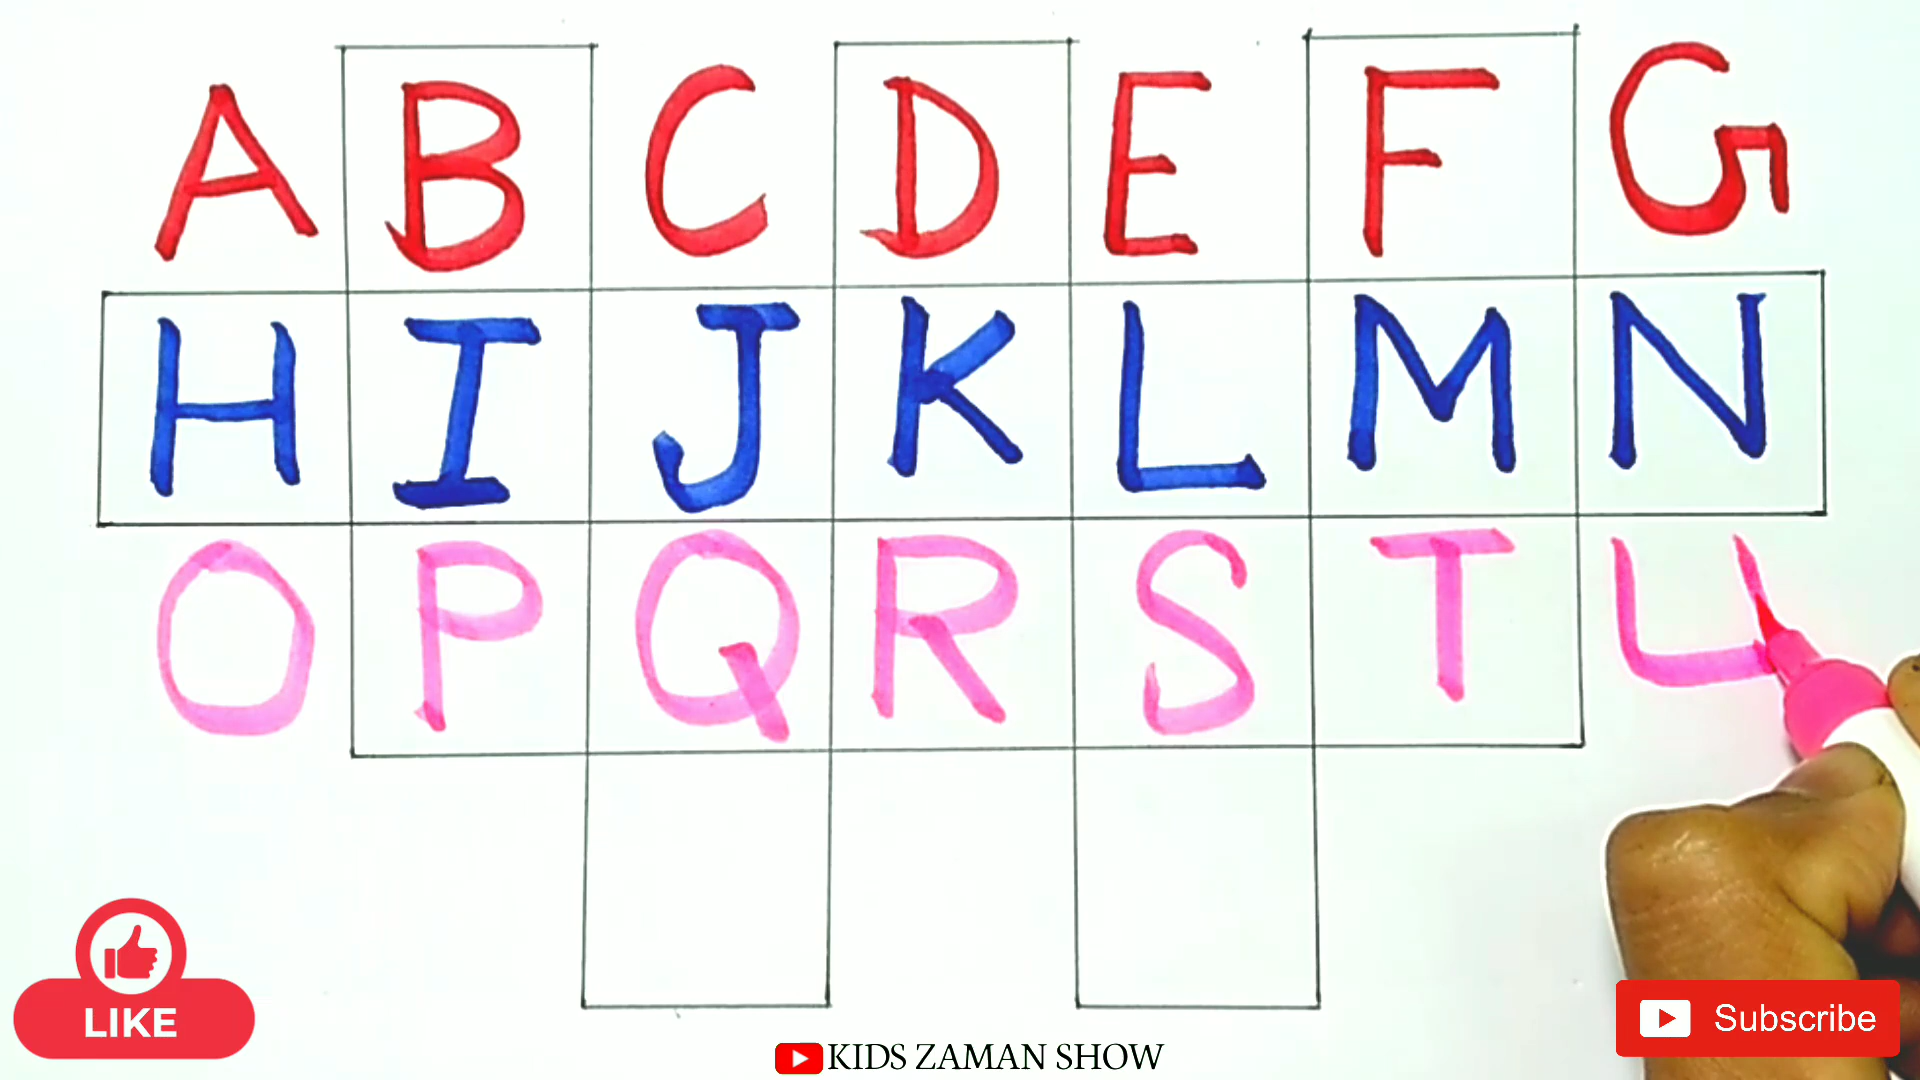 A B C D E F G
H I J K L M N
O P Q R S T U
LIKE
Subscribe
KIDS ZAMAN SHOW